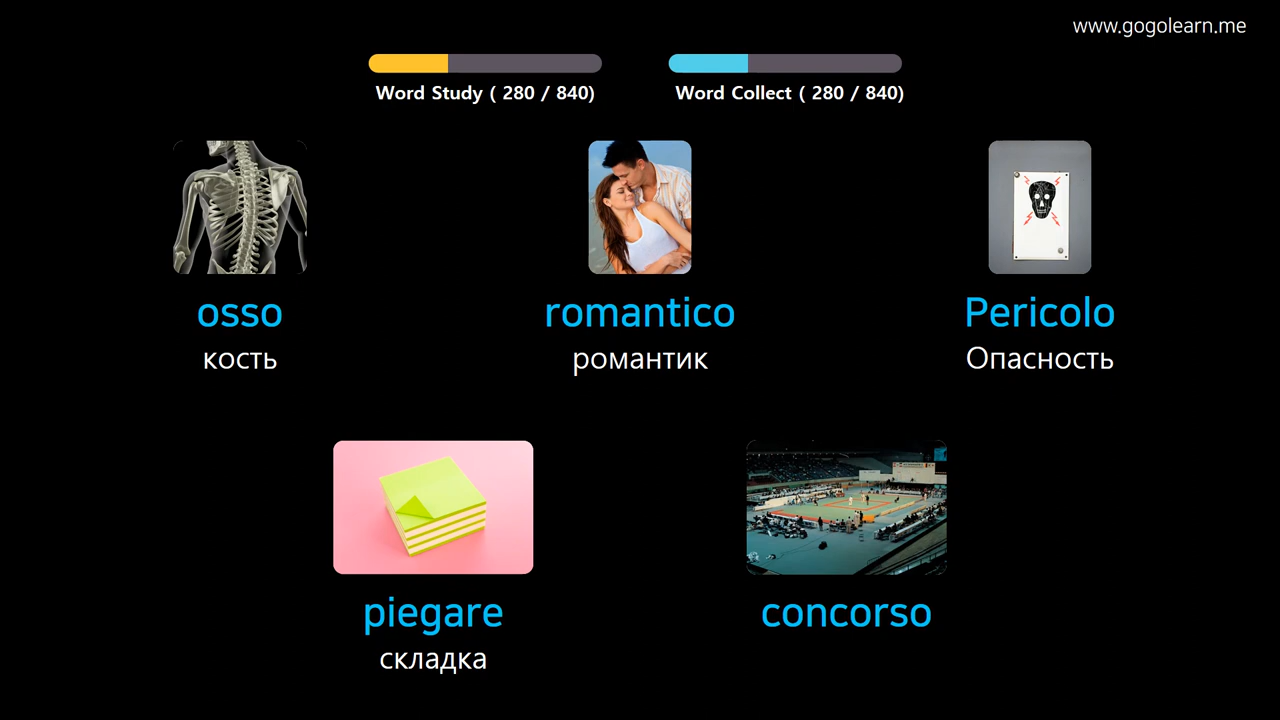 www.gogolearn.me
Word Study ( 280 / 840)
Word Collect ( 280 / 840)
osso
кость
romantico
романтик
Pericolo
Опасность
piegare
складка
concorso